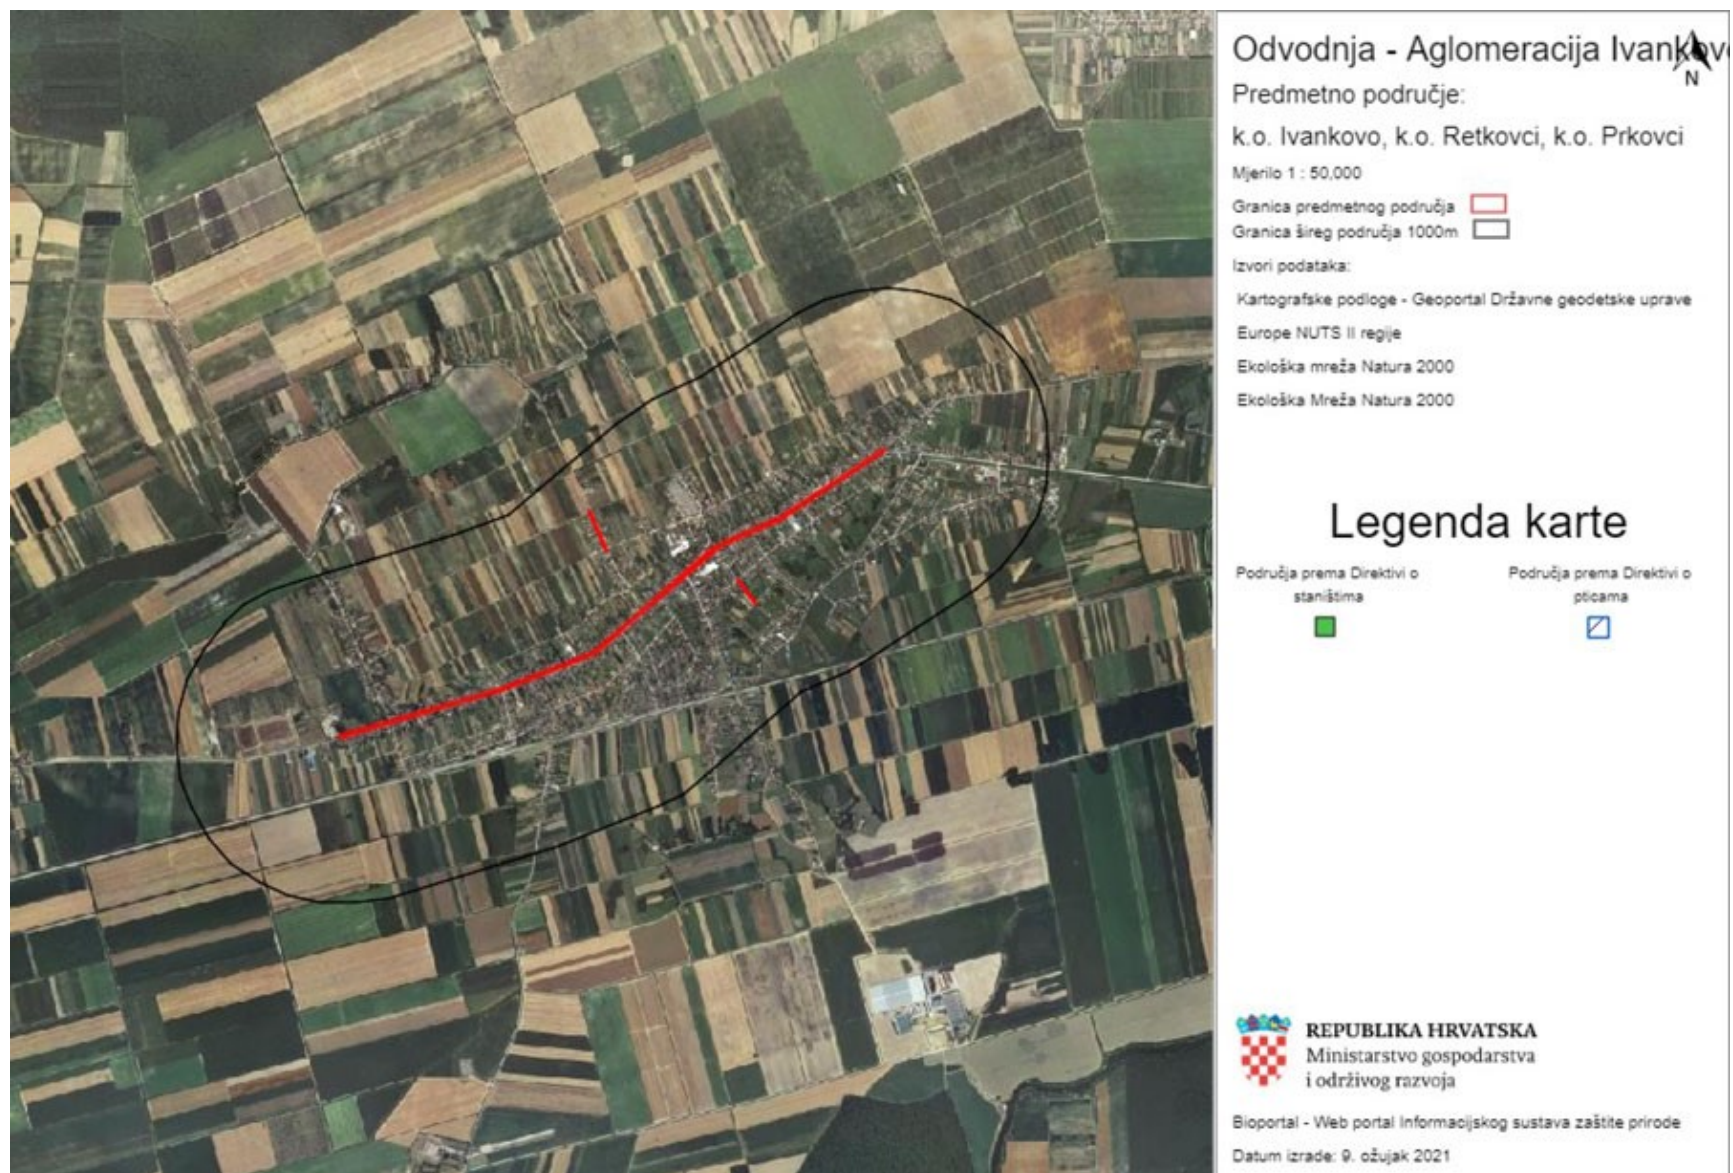 Odvodnja - Aglomeracija Ivankovo
N
Predmetno područje:
k.o. Ivankovo, k.o. Retkovci, k.o. Prkovci
Mjerilo 1 : 50,000
Granica predmetnog područja
Granica šireg područja 1000m
Izvori podataka:
Kartografske podloge - Geoportal Državne geodetske uprave
Europe NUTS II regije
Ekološka mreža Natura 2000
Ekološka Mreža Natura 2000
Legenda karte
Područja prema Direktivi o
staništima
Područja prema Direktivi o
pticama
REPUBLIKA HRVATSKA
Ministarstvo gospodarstva
i održivog razvoja
Bioportal - Web portal Informacijskog sustava zaštite prirode
Datum izrade: 9. ožujak 2021